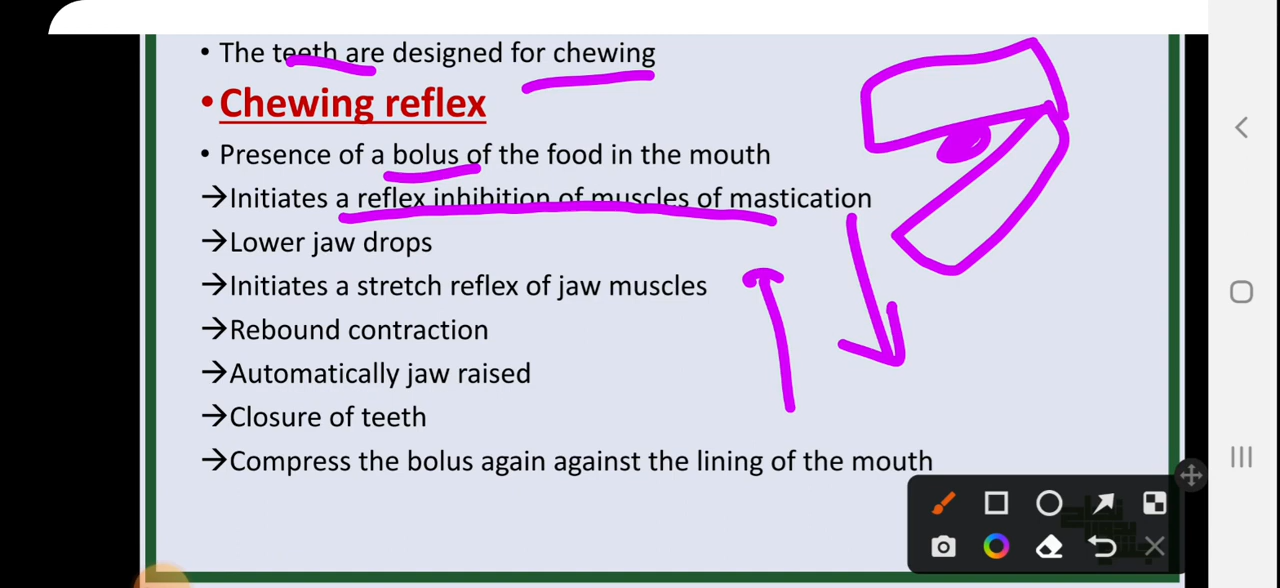 • The teeth are designed for chewing
•Chewing reflex
• Presence of a bolus of the food in the mouth
→Initiates a reflex inhibition of muscles of mastication
→Lower jaw drops
→Initiates a stretch reflex of jaw muscles
→Rebound contraction
→Automatically jaw raised
→Closure of teeth
→Compress the bolus again against the lining of the mouth